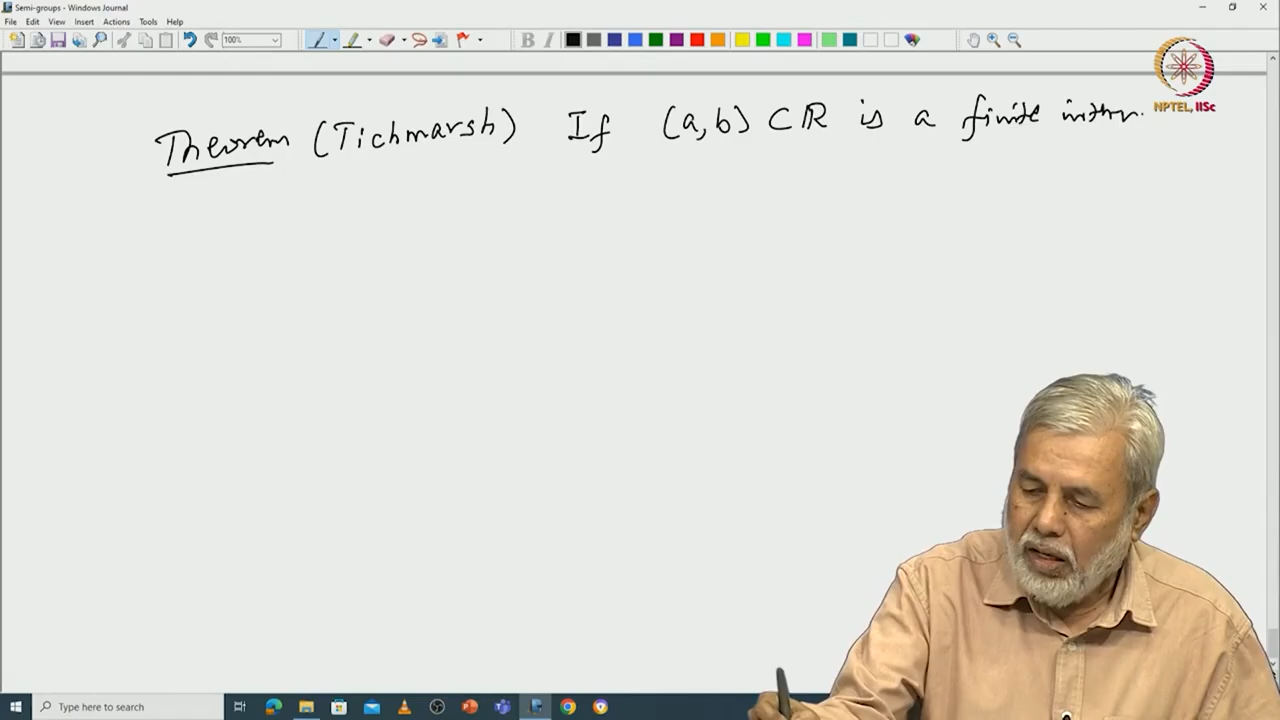 Semi-groups - Windows Journal
File Edit View Insert Actions Tools Help
100%
B I
NPTEL, IISc
Theorem (Tichmarsh) If (a,b) ⊂ ℝ is a finite
Type here to search